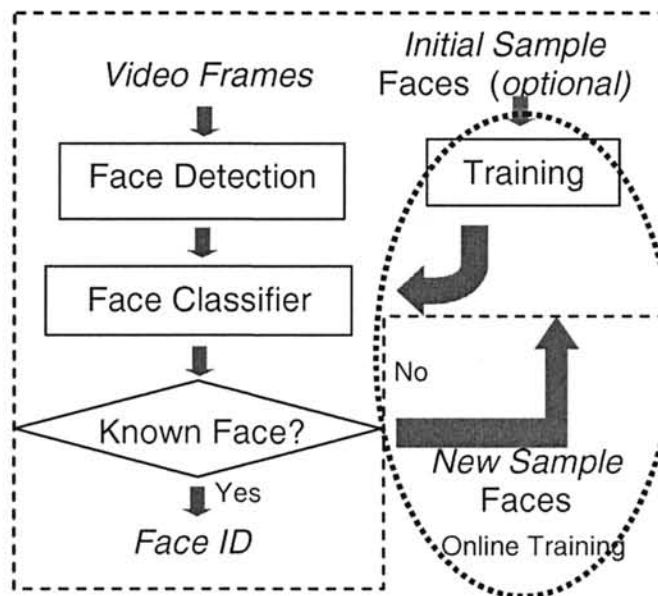 Video Frames
Initial Sample
Faces (optional)
Face Detection
Training
Face Classifier
No
Known Face?
New Sample
Yes
Faces
Face ID
Online Training